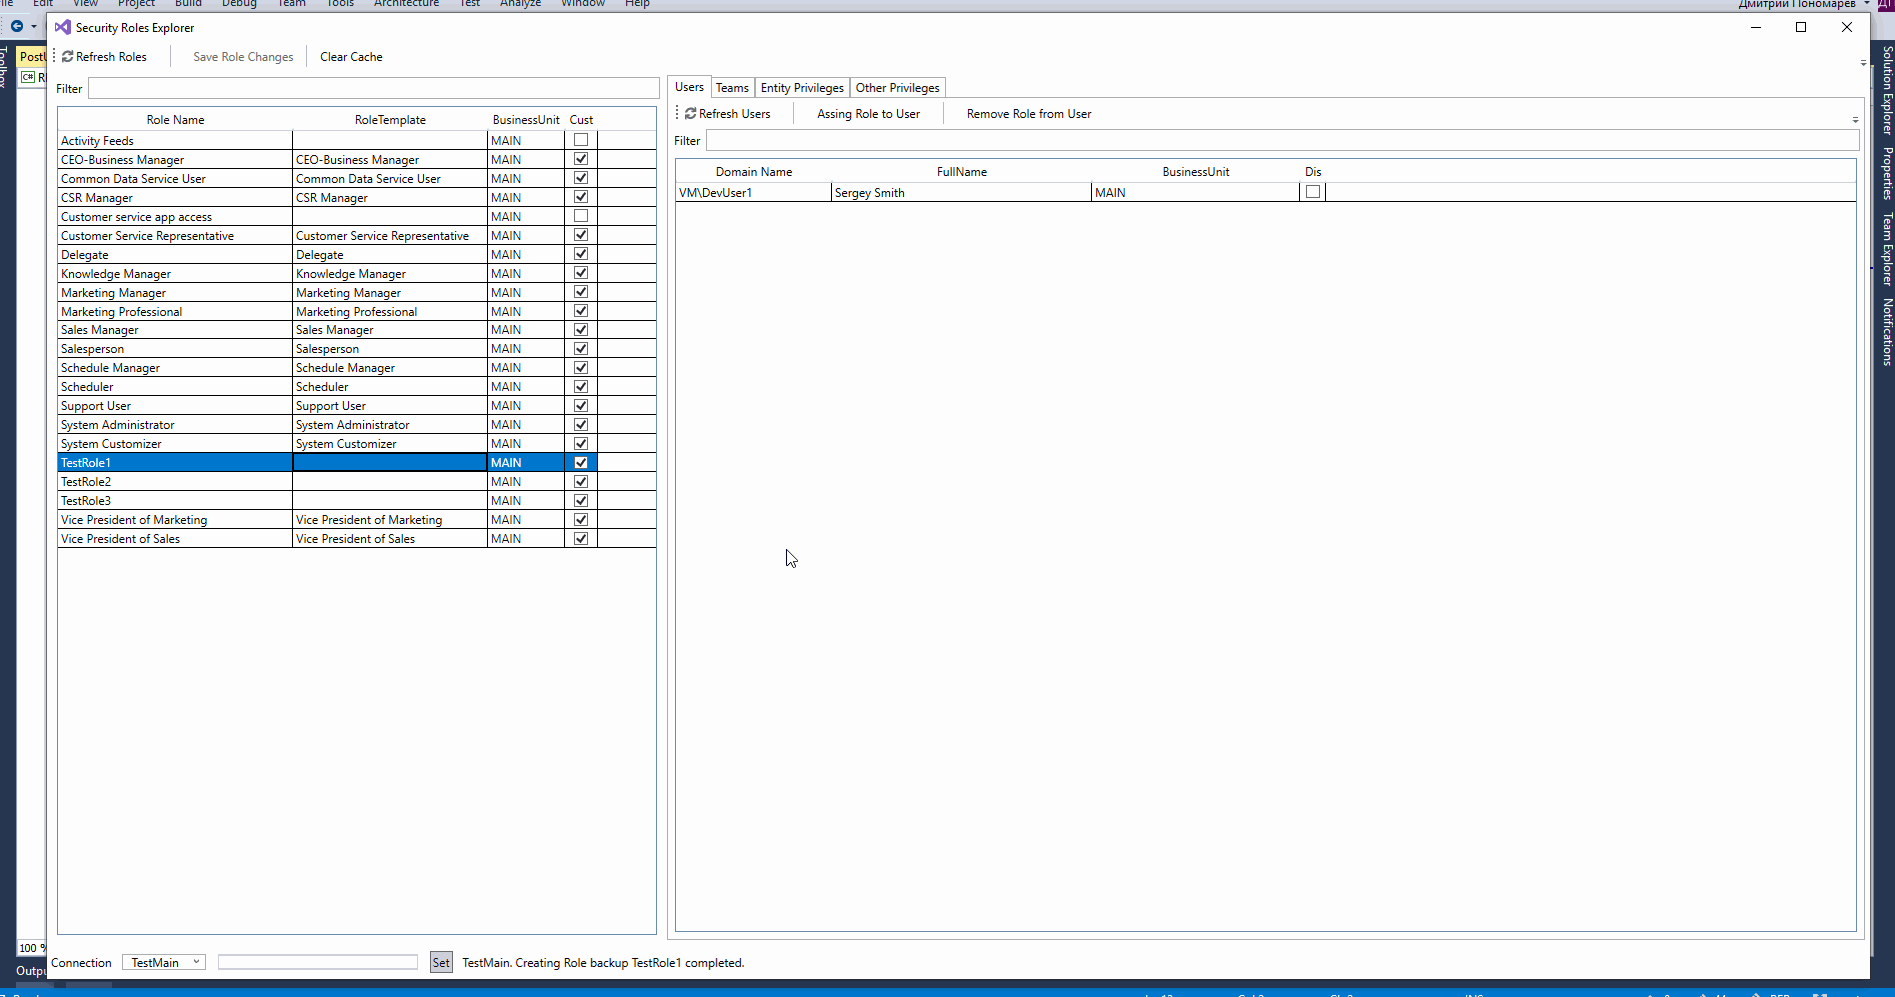 File Edit View Project Build Debug Team Tools Architecture Test Analyze Window Help Дмитрий Пономарев ДП
Security Roles Explorer
Refresh Roles Save Role Changes Clear Cache
Filter
Role Name RoleTemplate BusinessUnit Cust
Activity Feeds MAIN
CEO-Business Manager CEO-Business Manager MAIN
Common Data Service User Common Data Service User MAIN
CSR Manager CSR Manager MAIN
Customer service app access MAIN
Customer Service Representative Customer Service Representative MAIN
Delegate Delegate MAIN
Knowledge Manager Knowledge Manager MAIN
Marketing Manager Marketing Manager MAIN
Marketing Professional Marketing Professional MAIN
Sales Manager Sales Manager MAIN
Salesperson Salesperson MAIN
Schedule Manager Schedule Manager MAIN
Scheduler Scheduler MAIN
Support User Support User MAIN
System Administrator System Administrator MAIN
System Customizer System Customizer MAIN
TestRole1 MAIN
TestRole2 MAIN
TestRole3 MAIN
Vice President of Marketing Vice President of Marketing MAIN
Vice President of Sales Vice President of Sales MAIN
Users Teams Entity Privileges Other Privileges
Refresh Users Assing Role to User Remove Role from User
Filter
Domain Name FullName BusinessUnit Dis
VM\DevUser1 Sergey Smith MAIN
Connection TestMain Set TestMain. Creating Role backup TestRole1 completed.
Toolbox
PostU
C# R
100 %
Outpu
Solution Explorer
Properties
Team Explorer
Notifications